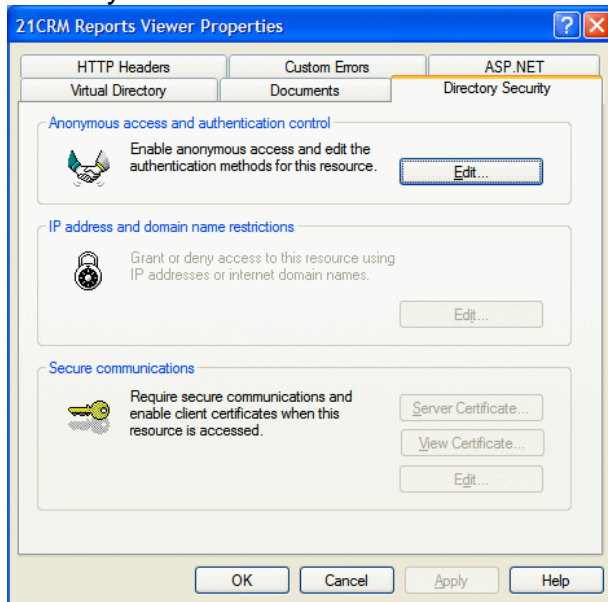 21CRM Reports Viewer Properties
HTTP Headers Custom Errors ASP.NET
Virtual Directory Documents Directory Security
Anonymous access and authentication control
Enable anonymous access and edit the
authentication methods for this resource.
Edit...
IP address and domain name restrictions
Grant or deny access to this resource using
IP addresses or internet domain names.
Edit...
Secure communications
Require secure communications and
enable client certificates when this
resource is accessed.
Server Certificate...
View Certificate...
Edit...
OK Cancel Apply Help